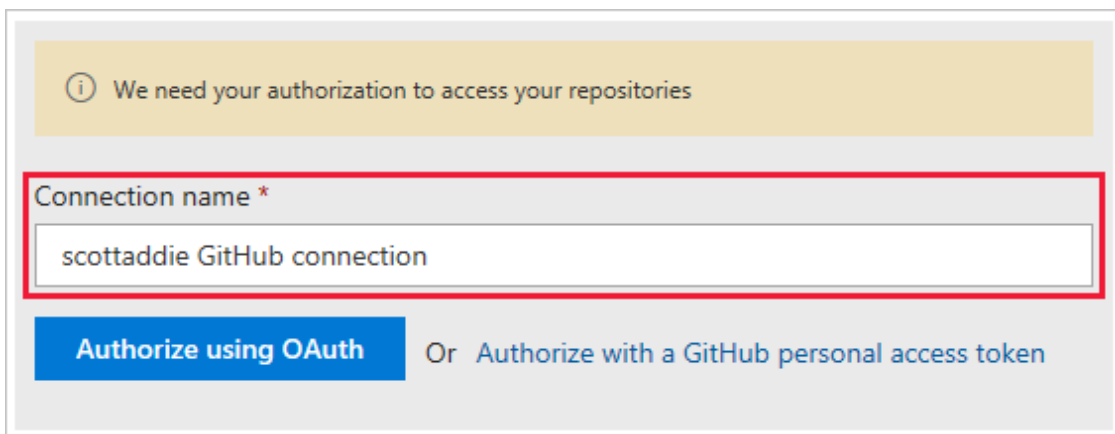 We need your authorization to access your repositories
Connection name *
scottaddie GitHub connection
Authorize using OAuth Or Authorize with a GitHub personal access token